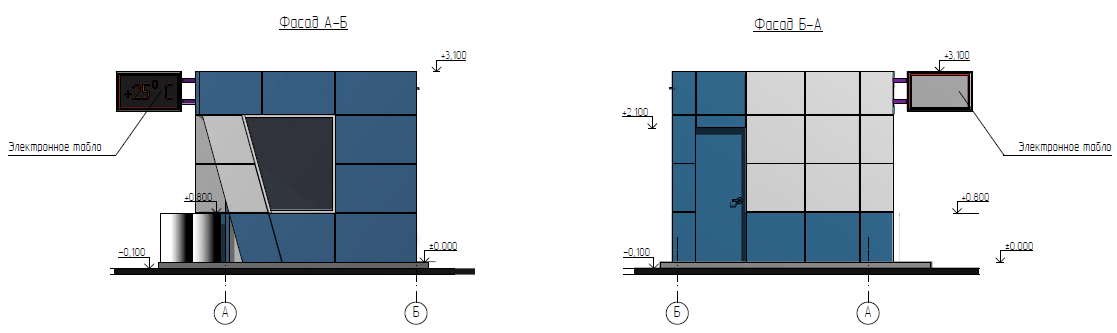 Фасад А-Б
+3,100
+25° C
Электронное табло
+0,800
-0,100
±0.000
А
Б
Фасад Б-А
+3,100
+2,100
Электронное табло
+0,800
-0,100
±0.000
Б
А